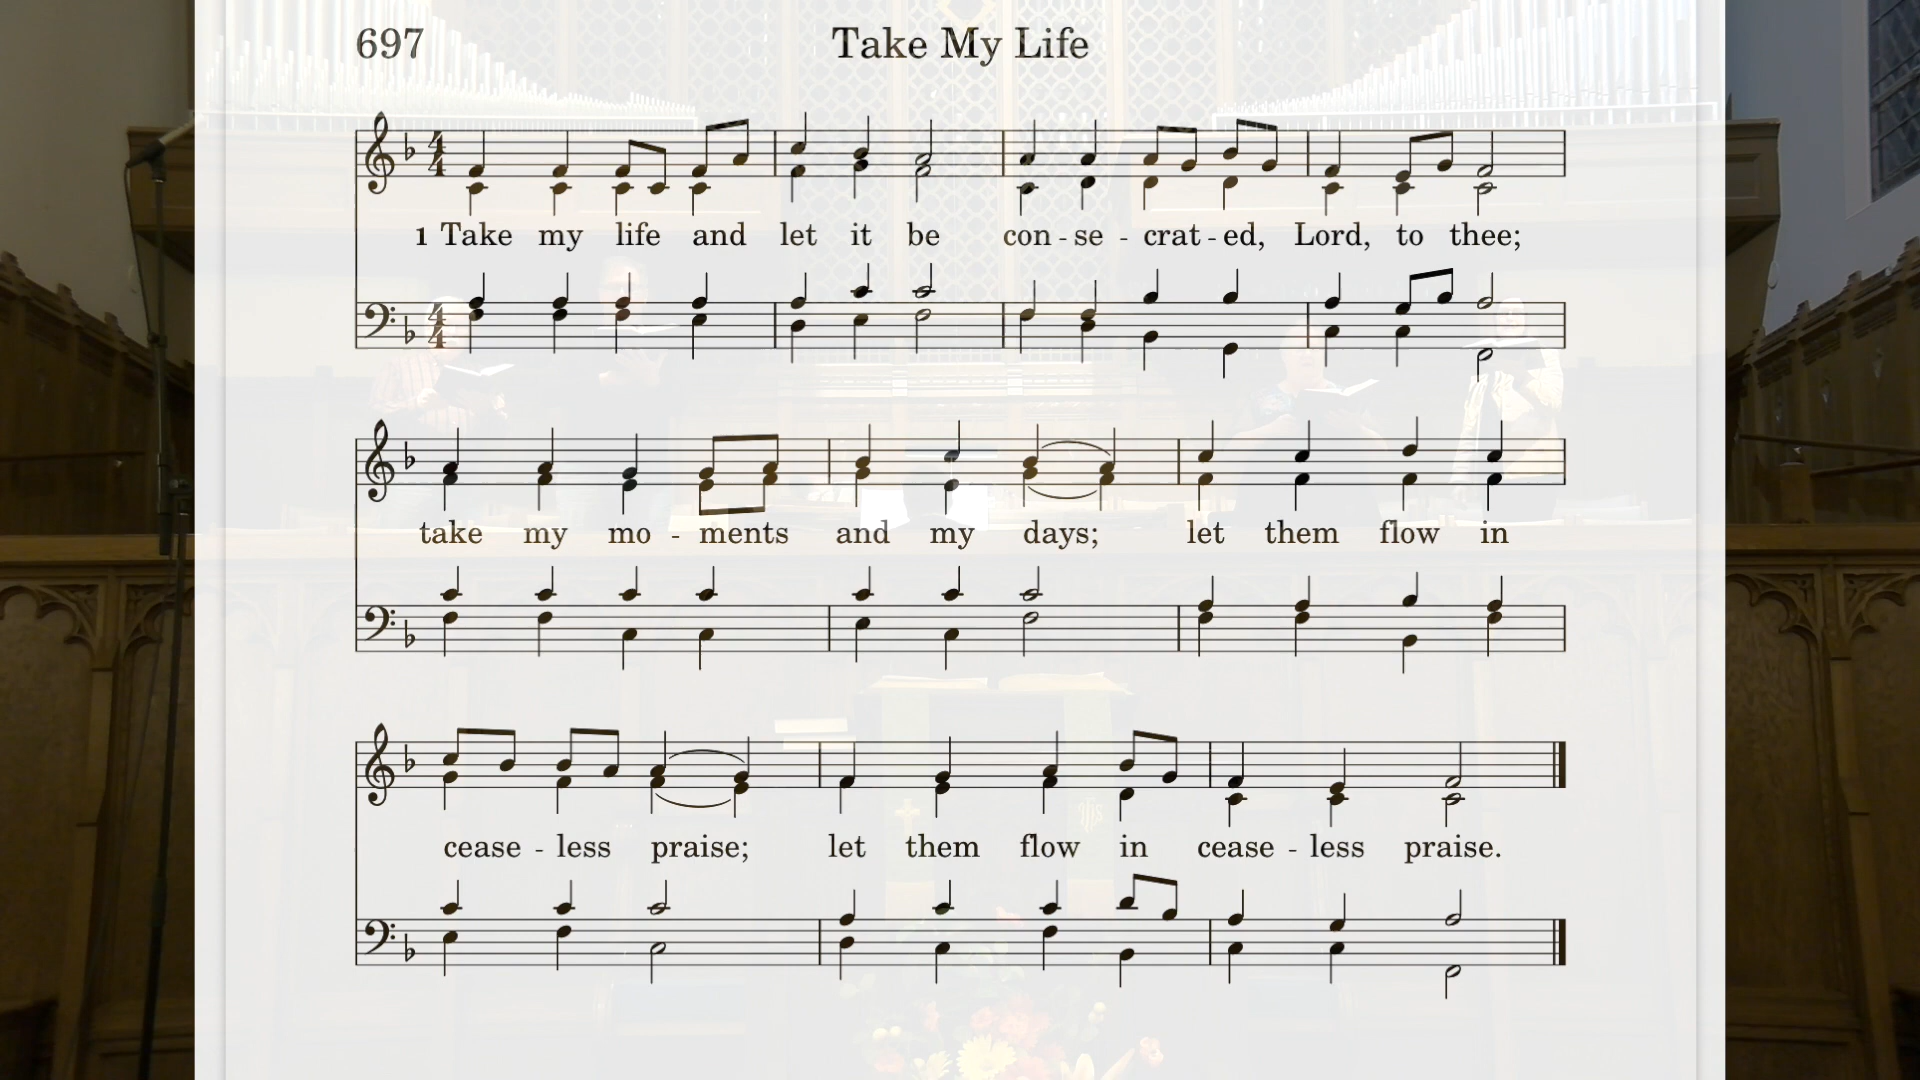 697 Take My Life
1 Take my life and let it be con - se - crat - ed, Lord, to thee;
take my mo - ments and my days; let them flow in
cease - less praise; let them flow in cease - less praise.